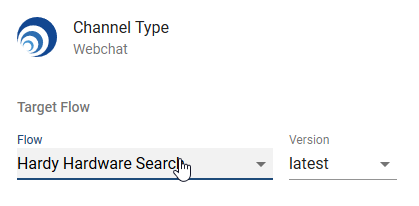 Channel Type
Webchat
Target Flow
Flow
Version
Hardy Hardware Search
latest